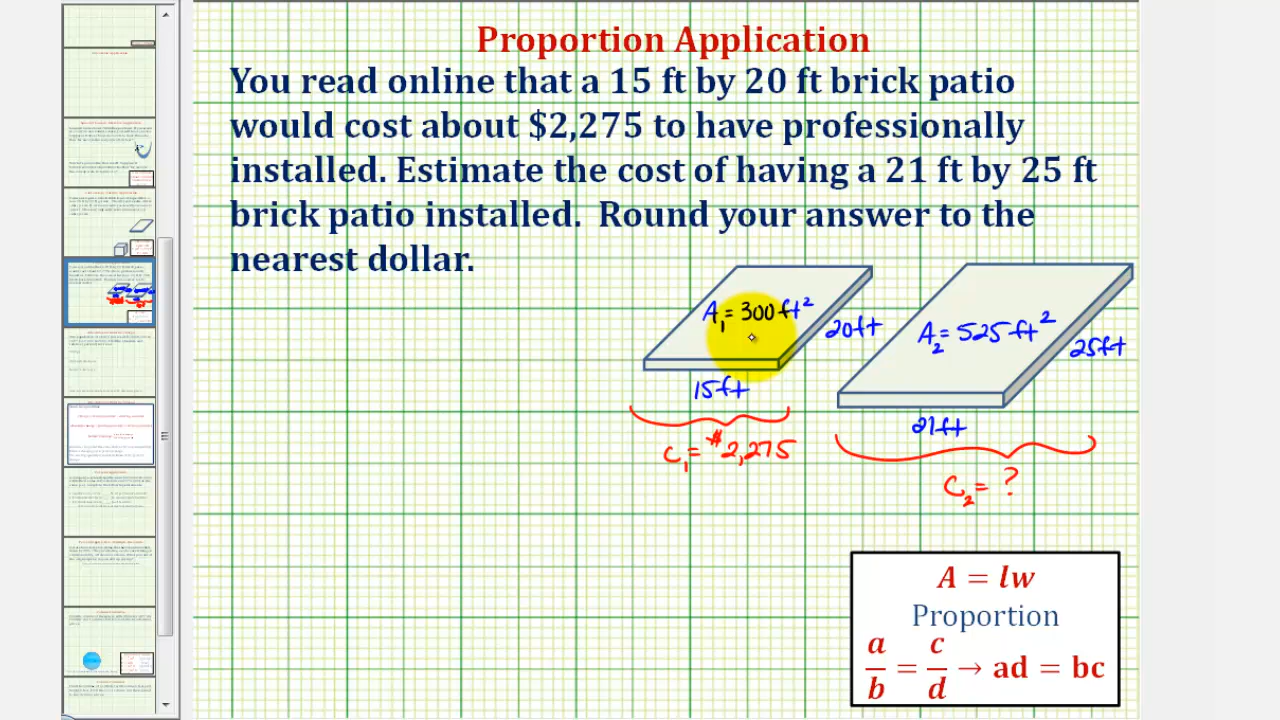 Proportion Application
You read online that a 15 ft by 20 ft brick patio
would cost about $2,275 to have professionally
installed. Estimate the cost of having a 21 ft by 25 ft
brick patio installed. Round your answer to the
nearest dollar.
A₁ = 300 ft²
20ft
15ft
C₁ = $2,275
A₂ = 525 ft²
25ft
21ft
C₂ = ?
A = lw
Proportion
a/b = c/d → ad = bc